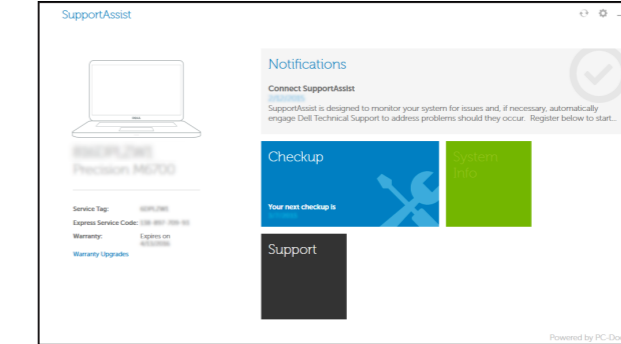 SupportAssist
Notifications
Connect SupportAssist
SupportAssist is designed to monitor your system for issues and, if necessary, automatically
engage Dell Technical Support to address problems should they occur. Register below to start...
Checkup
System
Info
Your next checkup is
Precision M6700
Service Tag:
Express Service Code:
Warranty: Expires on
Warranty Upgrades
Support
Powered by PC-Doc